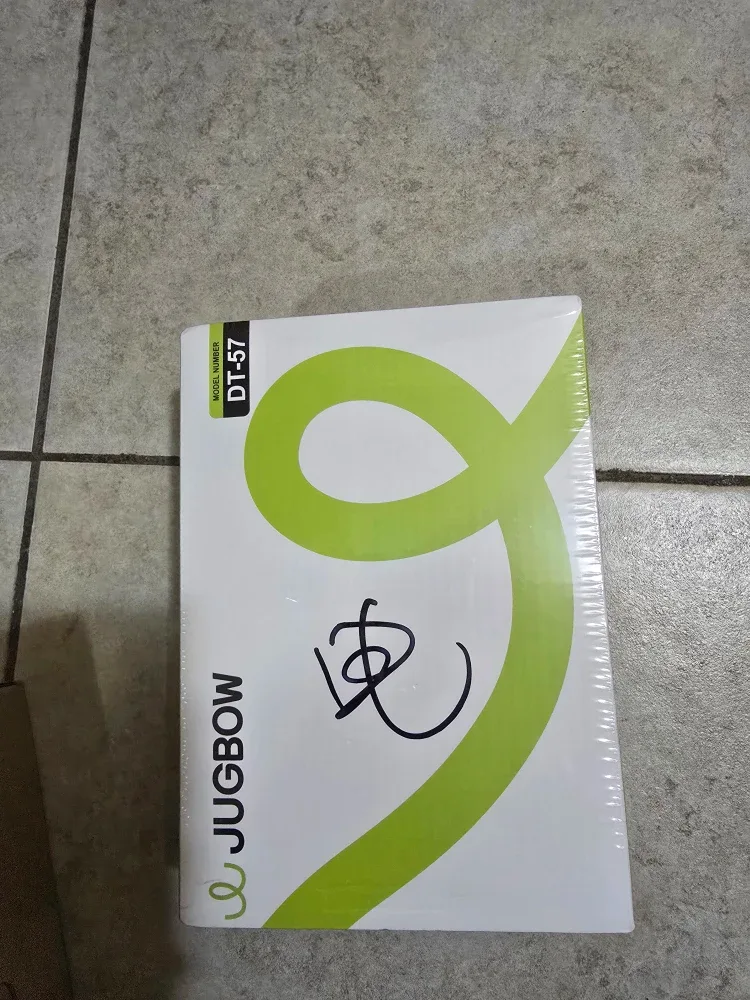 MODEL NUMBER
DT-57
JUGBOW
电